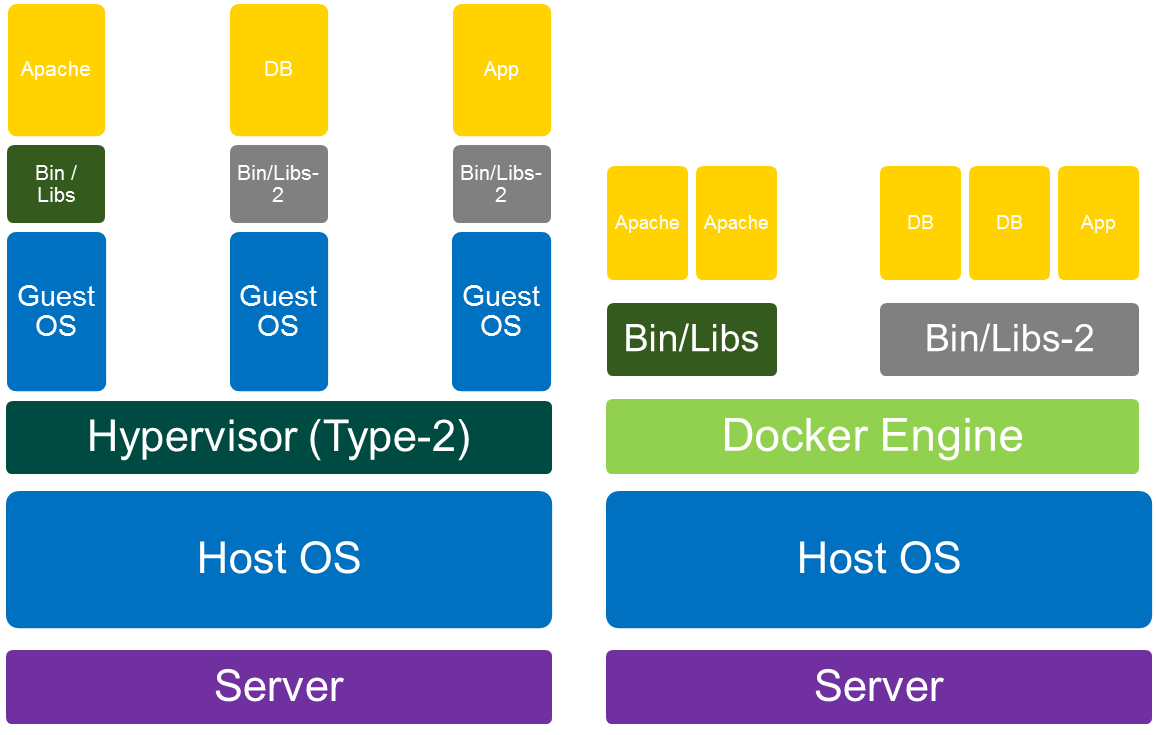 Apache
DB
App
Bin /
Libs
Bin/Libs-
2
Bin/Libs-
2
Guest
OS
Guest
OS
Guest
OS
Hypervisor (Type-2)
Host OS
Server
Apache
Apache
DB
DB
App
Bin/Libs
Bin/Libs-2
Docker Engine
Host OS
Server